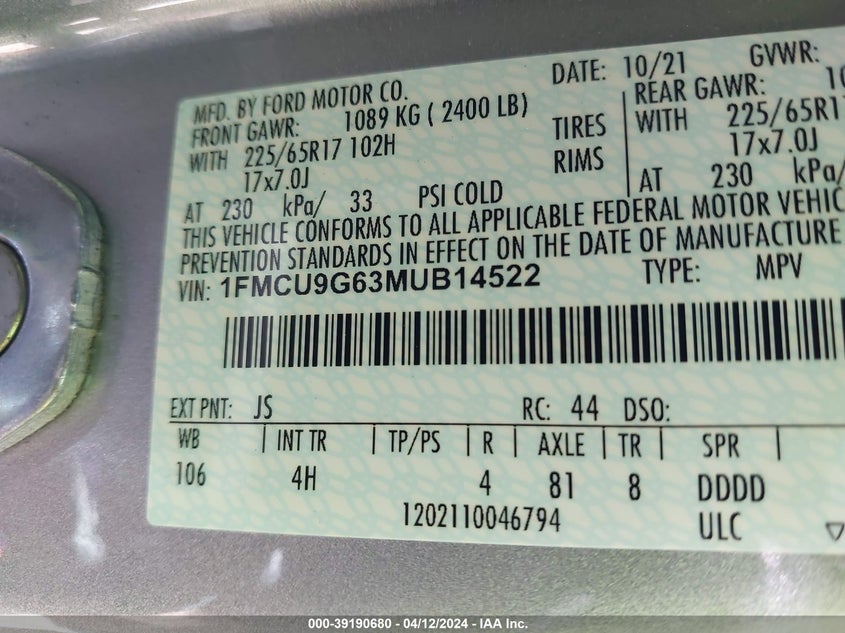 MFD. BY FORD MOTOR CO. DATE: 10/21 GVWR:
FRONT GAWR: 1089 KG ( 2400 LB) REAR GAWR: 10
WITH 225/65R17 102H TIRES WITH 225/65R17
17x7.0J RIMS 17x7.0J
AT 230 kPa/ 33 PSI COLD AT 230 kPa/
THIS VEHICLE CONFORMS TO ALL APPLICABLE FEDERAL MOTOR VEHIC
PREVENTION STANDARDS IN EFFECT ON THE DATE OF MANUFACTURE
VIN: 1FMCU9G63MUB14522 TYPE: MPV
EXT PNT: JS RC: 44 DSO:
WB INT TR TP/PS R AXLE TR SPR
106 4H 4 81 8 DDDD
1202110046794 ULC
000-39190680 - 04/12/2024 - IAA Inc.